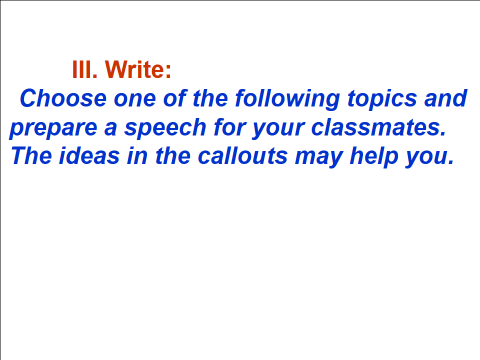 III. Write:
Choose one of the following topics and
prepare a speech for your classmates.
The ideas in the callouts may help you.